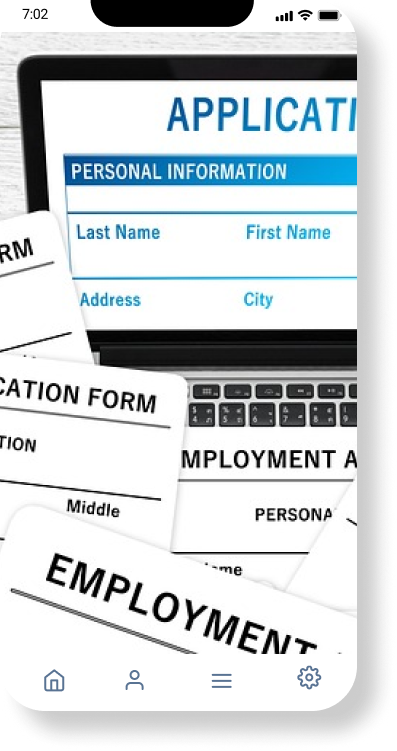 7:02
APPLICATI
PERSONAL INFORMATION
Last Name First Name
Address City
RM
CATION FORM
TION
Middle
MPLOYMENT A
PERSONA
ame
EMPLOYMENT